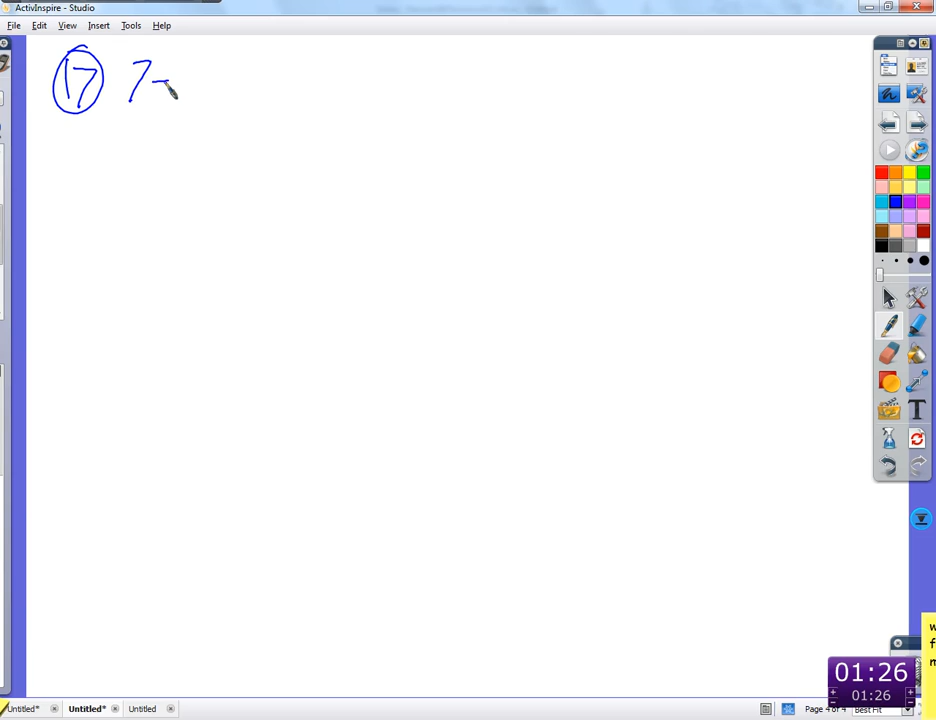 ActivInspire - Studio
File Edit View Insert Tools Help
17 7-
01:26
01:26
Untitled* Untitled* Untitled
Page 4 of 4 Best Fit